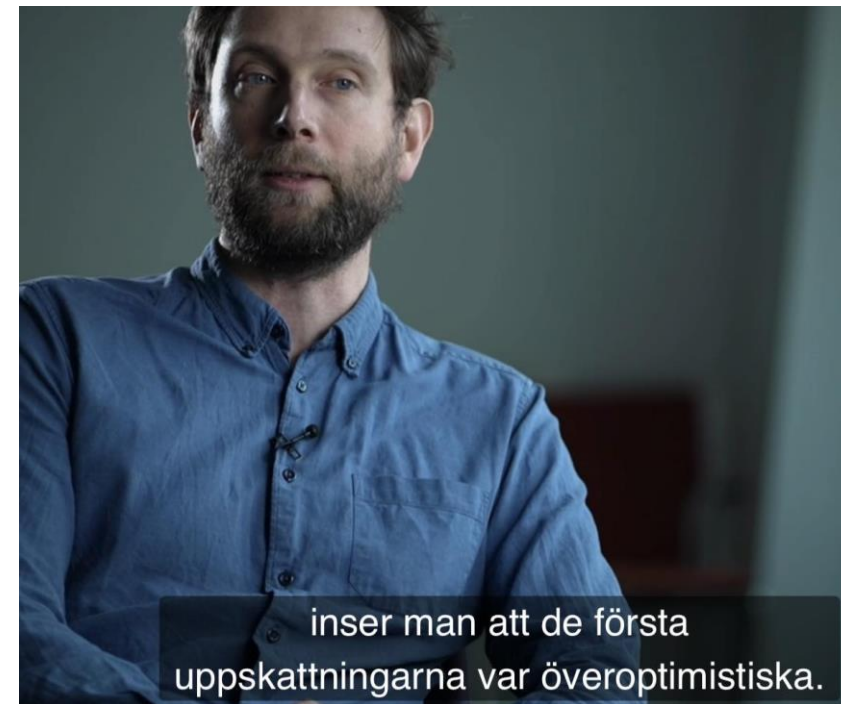 inser man att de första
uppskattningarna var överoptimistiska.